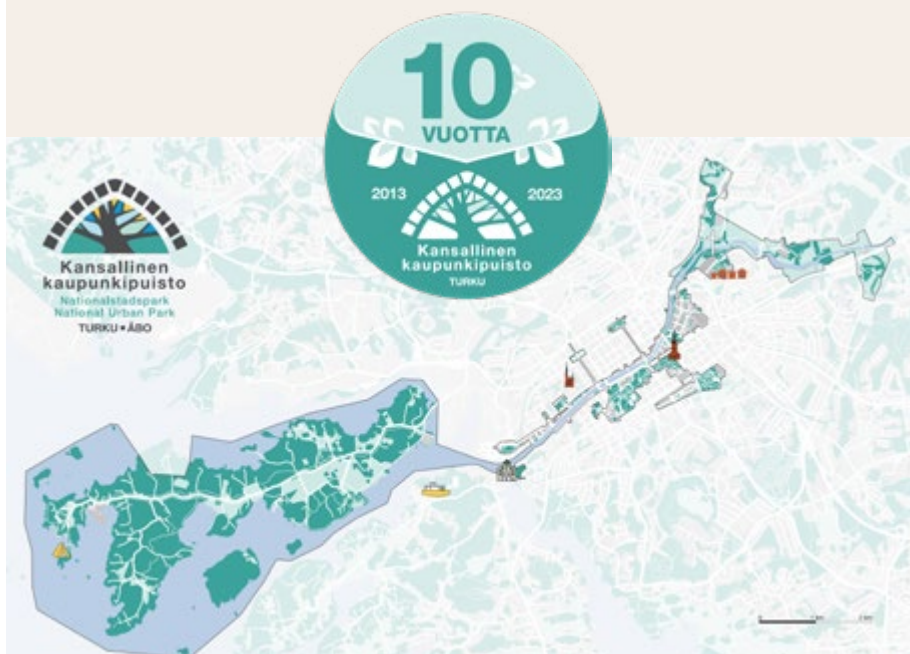 10
VUOTTA
2013
2023
Kansallinen
kaupunkipuisto
TURKU
Kansallinen
kaupunkipuisto
Nationalstadspark
National Urban Park
TURKU • ÅBO